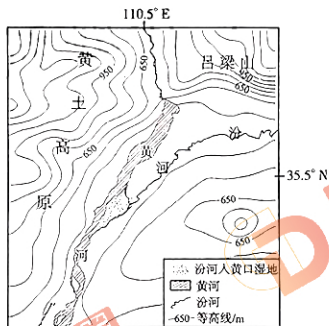 110.5°E
黄 650 吕梁山
950 950
土
汾
高 650 黄
河 35.5°N
原 650
650
河
汾河入黄口湿地
黄河
汾河
-650- 等高线/m